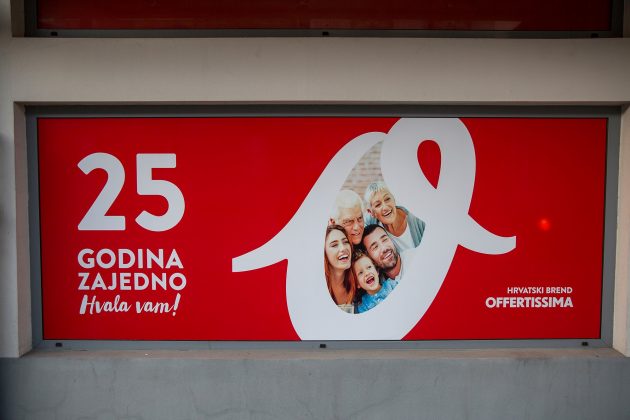 25
GODINA
ZAJEDNO
Hvala vam!
HRVATSKI BREND
OFFERTISSIMA